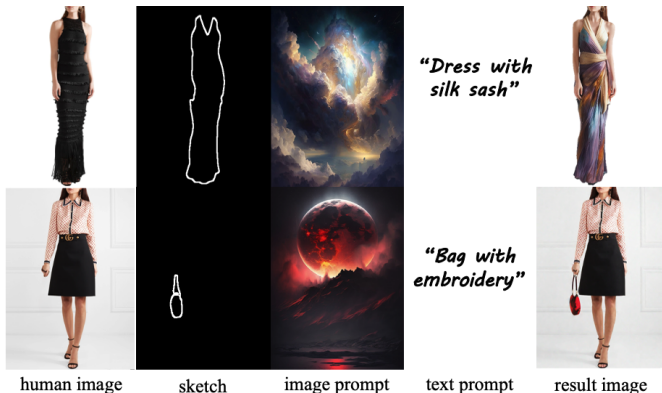 “Dress with
silk sash”
“Bag with
embroidery”
human image
sketch
image prompt
text prompt
result image